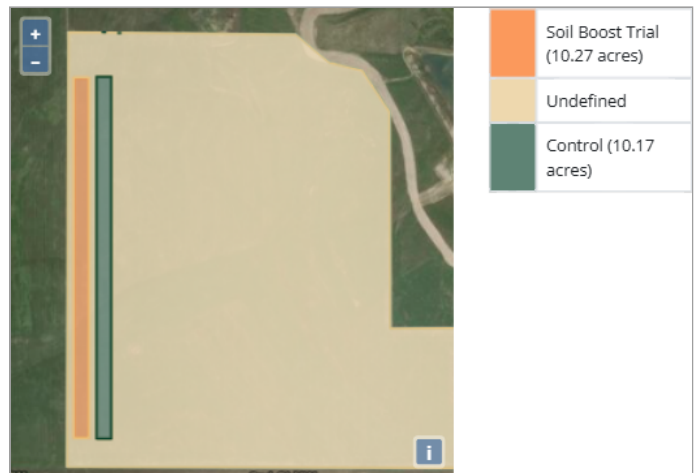 +
−
Soil Boost Trial
(10.27 acres)
Undefined
Control (10.17
acres)
i